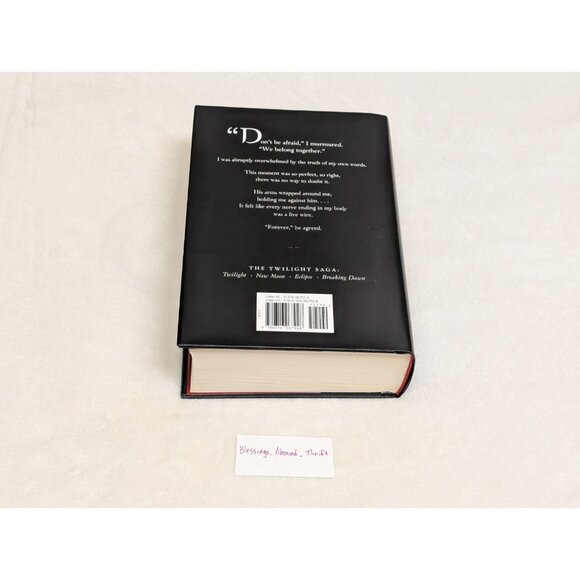 “Don't be afraid,” I murmured.
“We belong together.”
I was abruptly overwhelmed by the truth of my own words.
This moment was so perfect, so right,
there was no way to doubt it.
His arms wrapped around me,
holding me against him. . . .
It felt like every nerve ending in my body
was a live wire.
“Forever,” he agreed.
THE TWILIGHT SAGA:
Twilight · New Moon · Eclipse · Breaking Dawn
Blessings_Abound_Thrift